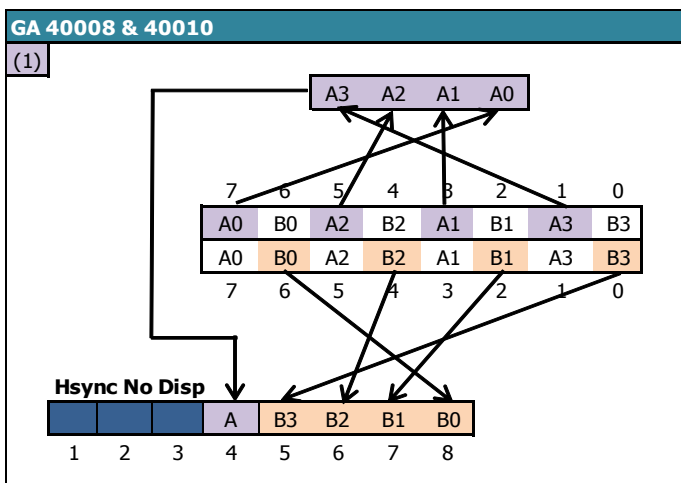 GA 40008 & 40010
(1)
A3 A2 A1 A0
7 6 5 4 3 2 1 0
A0 B0 A2 B2 A1 B1 A3 B3
A0 B0 A2 B2 A1 B1 A3 B3
7 6 5 4 3 2 1 0
Hsync No Disp
A B3 B2 B1 B0
1 2 3 4 5 6 7 8